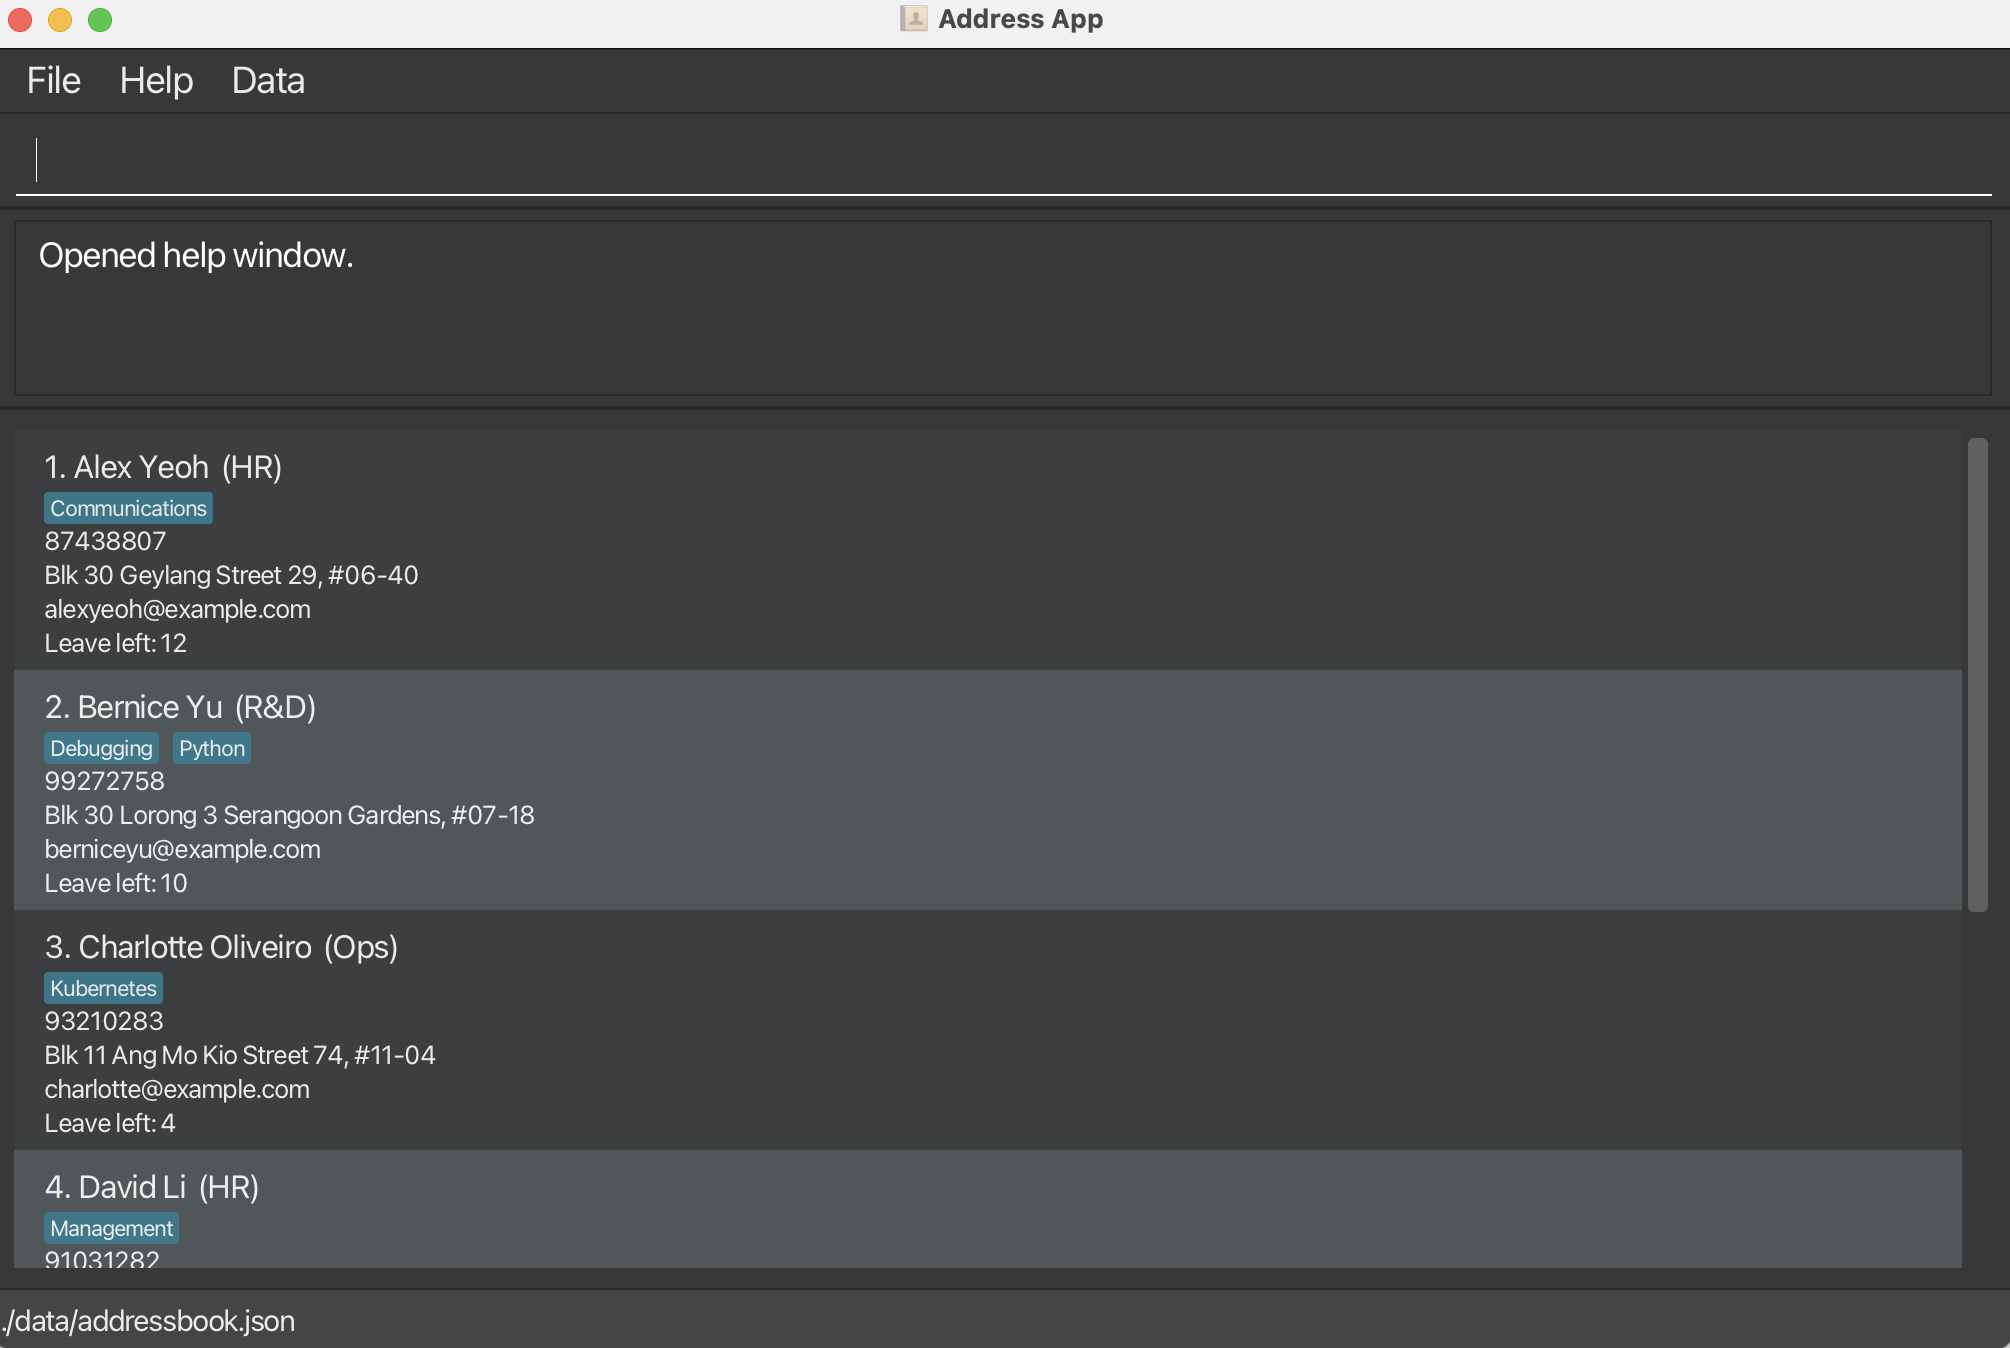 Address App
File Help Data
Opened help window.
1. Alex Yeoh (HR)
Communications
87438807
Blk 30 Geylang Street 29, #06-40
alexyeoh@example.com
Leave left: 12
2. Bernice Yu (R&D)
Debugging Python
99272758
Blk 30 Lorong 3 Serangoon Gardens, #07-18
berniceyu@example.com
Leave left: 10
3. Charlotte Oliveiro (Ops)
Kubernetes
93210283
Blk 11 Ang Mo Kio Street 74, #11-04
charlotte@example.com
Leave left: 4
4. David Li (HR)
Management
91031282
./data/addressbook.json